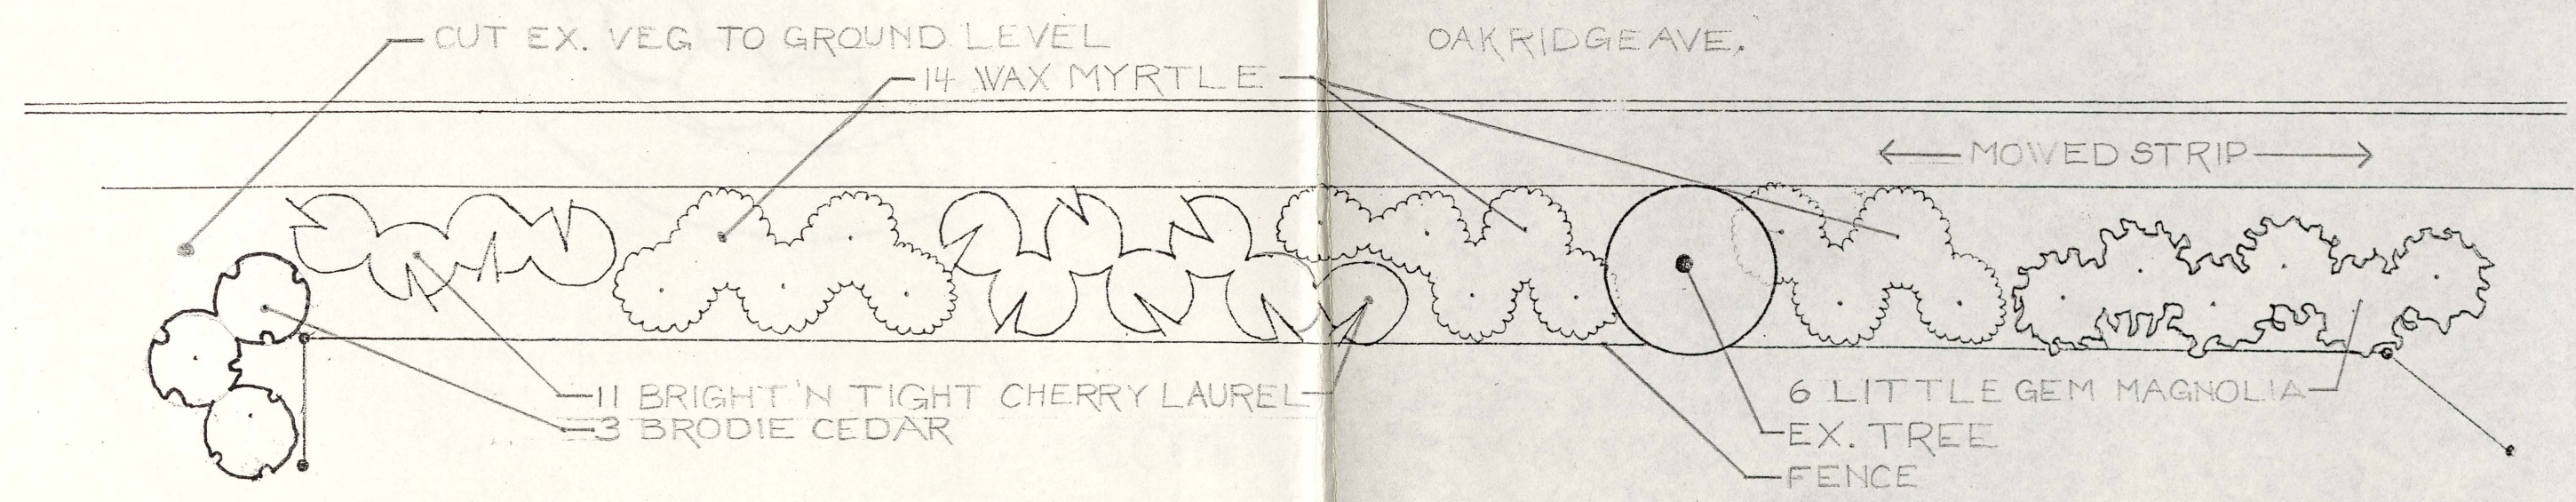 CUT EX. VEG TO GROUND LEVEL
OAKRIDGE AVE.
14 WAX MYRTLE
MOWED STRIP
11 BRIGHT'N TIGHT CHERRY LAUREL
3 BRODIE CEDAR
6 LITTLE GEM MAGNOLIA
EX. TREE
FENCE